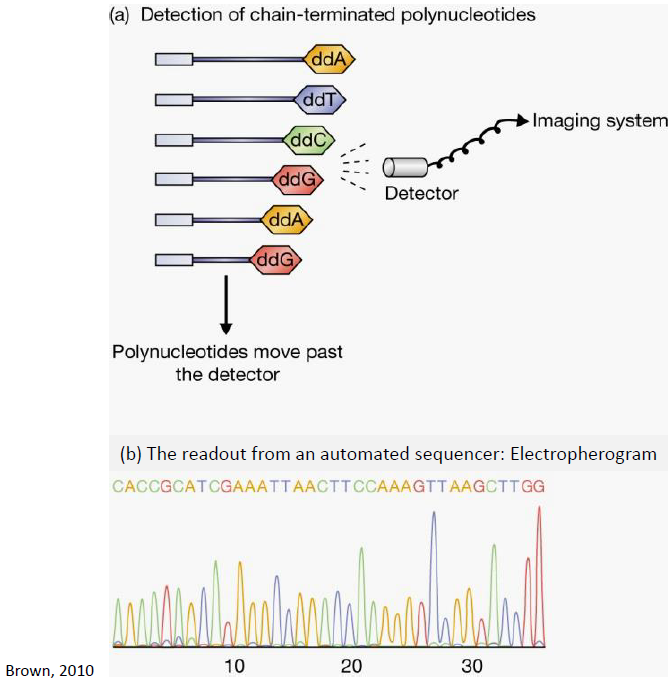 (a) Detection of chain-terminated polynucleotides
ddA
ddT
ddC
ddG
ddA
ddG
Imaging system
Detector
Polynucleotides move past
the detector
(b) The readout from an automated sequencer: Electropherogram
CACCGCATCGAAATTAACTTCCAAAGTTAAGCTTGG
10 20 30
Brown, 2010